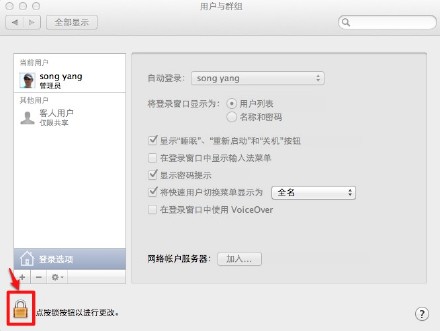 用户与群组
全部显示
当前用户
song yang
管理员
其他用户
客人用户
仅限共享
登录选项
自动登录： song yang
将登录窗口显示为： 用户列表
名称和密码
显示“睡眠”、“重新启动”和“关机”按钮
在登录窗口中显示输入法菜单
显示密码提示
将快速用户切换菜单显示为 全名
在登录窗口中使用 VoiceOver
网络帐户服务器： 加入...
点按锁按钮以进行更改。
?